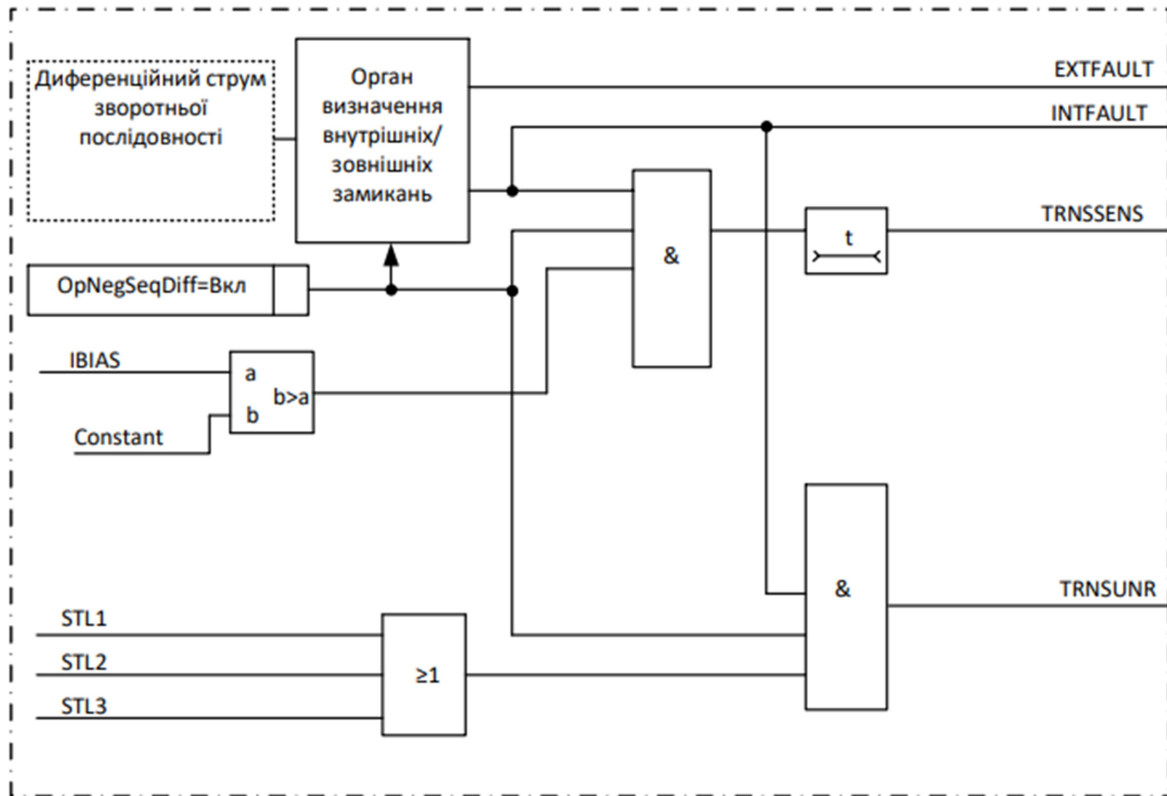 Диференційний струм
зворотньої
послідовності
Орган
визначення
внутрішніх/
зовнішніх
замикань
EXTFAULT
INTFAULT
TRNSSENS
&
t
OpNegSeqDiff=Вкл
IBIAS
a
b>a
b
Constant
&
TRNSUNR
STL1
STL2
STL3
≥1